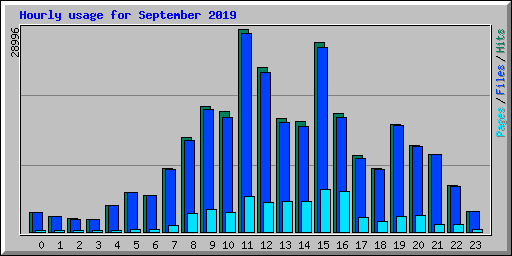 Hourly usage for September 2019
28996
Pages/Files/Hits
0 1 2 3 4 5 6 7 8 9 10 11 12 13 14 15 16 17 18 19 20 21 22 23